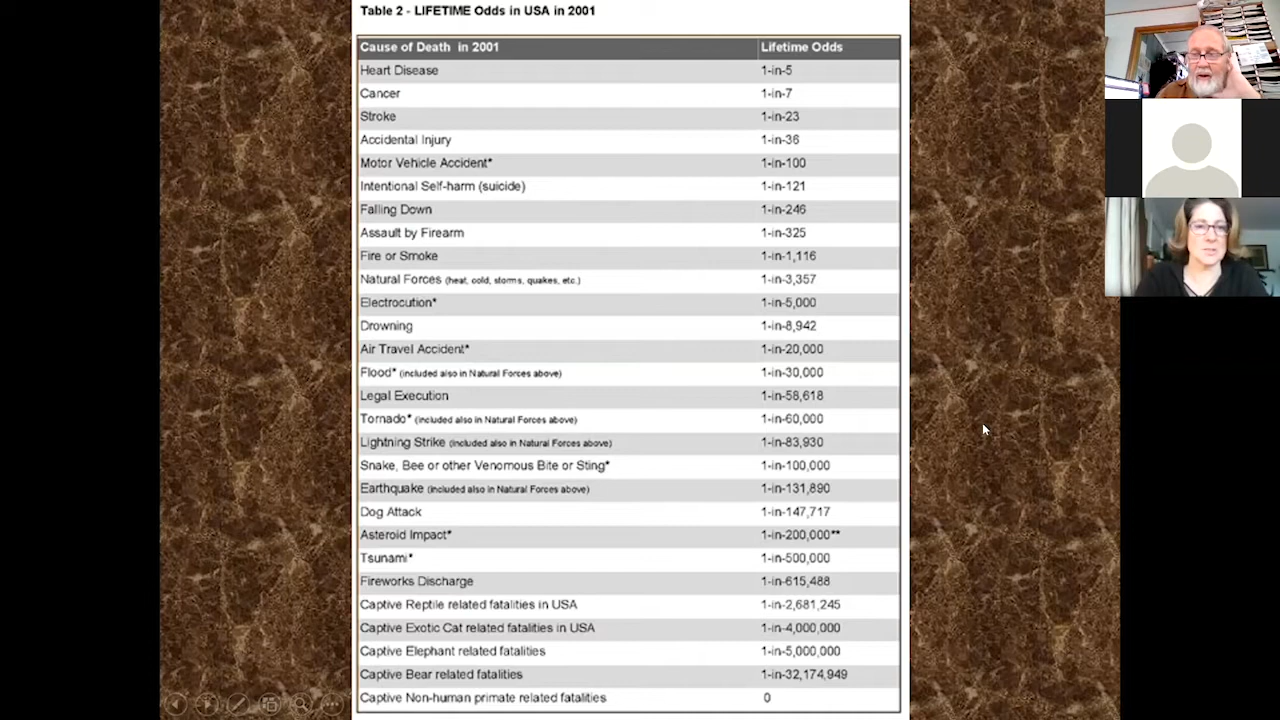 Table 2 - LIFETIME Odds in USA in 2001
Cause of Death in 2001 Lifetime Odds
Heart Disease 1-in-5
Cancer 1-in-7
Stroke 1-in-23
Accidental Injury 1-in-36
Motor Vehicle Accident* 1-in-100
Intentional Self-harm (suicide) 1-in-121
Falling Down 1-in-246
Assault by Firearm 1-in-325
Fire or Smoke 1-in-1,116
Natural Forces (heat, cold, storms, quakes, etc.) 1-in-3,357
Electrocution* 1-in-5,000
Drowning 1-in-8,942
Air Travel Accident* 1-in-20,000
Flood* (included also in Natural Forces above) 1-in-30,000
Legal Execution 1-in-58,618
Tornado* (included also in Natural Forces above) 1-in-60,000
Lightning Strike (included also in Natural Forces above) 1-in-83,930
Snake, Bee or other Venomous Bite or Sting* 1-in-100,000
Earthquake (included also in Natural Forces above) 1-in-131,890
Dog Attack 1-in-147,717
Asteroid Impact* 1-in-200,000**
Tsunami* 1-in-500,000
Fireworks Discharge 1-in-615,488
Captive Reptile related fatalities in USA 1-in-2,681,245
Captive Exotic Cat related fatalities in USA 1-in-4,000,000
Captive Elephant related fatalities 1-in-5,000,000
Captive Bear related fatalities 1-in-32,174,949
Captive Non-human primate related fatalities 0